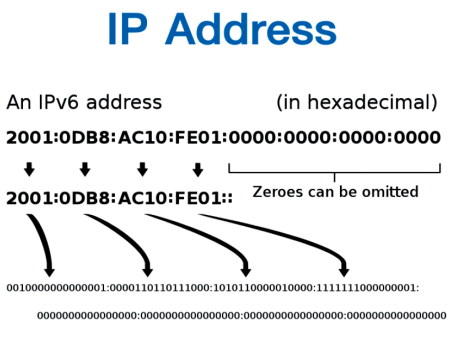 IP Address
An IPv6 address (in hexadecimal)
2001:0DB8:AC10:FE01:0000:0000:0000:0000
2001:0DB8:AC10:FE01:: Zeroes can be omitted
0010000000000001:0000110110111000:1010110000010000:1111111000000001:
0000000000000000:0000000000000000:0000000000000000:0000000000000000